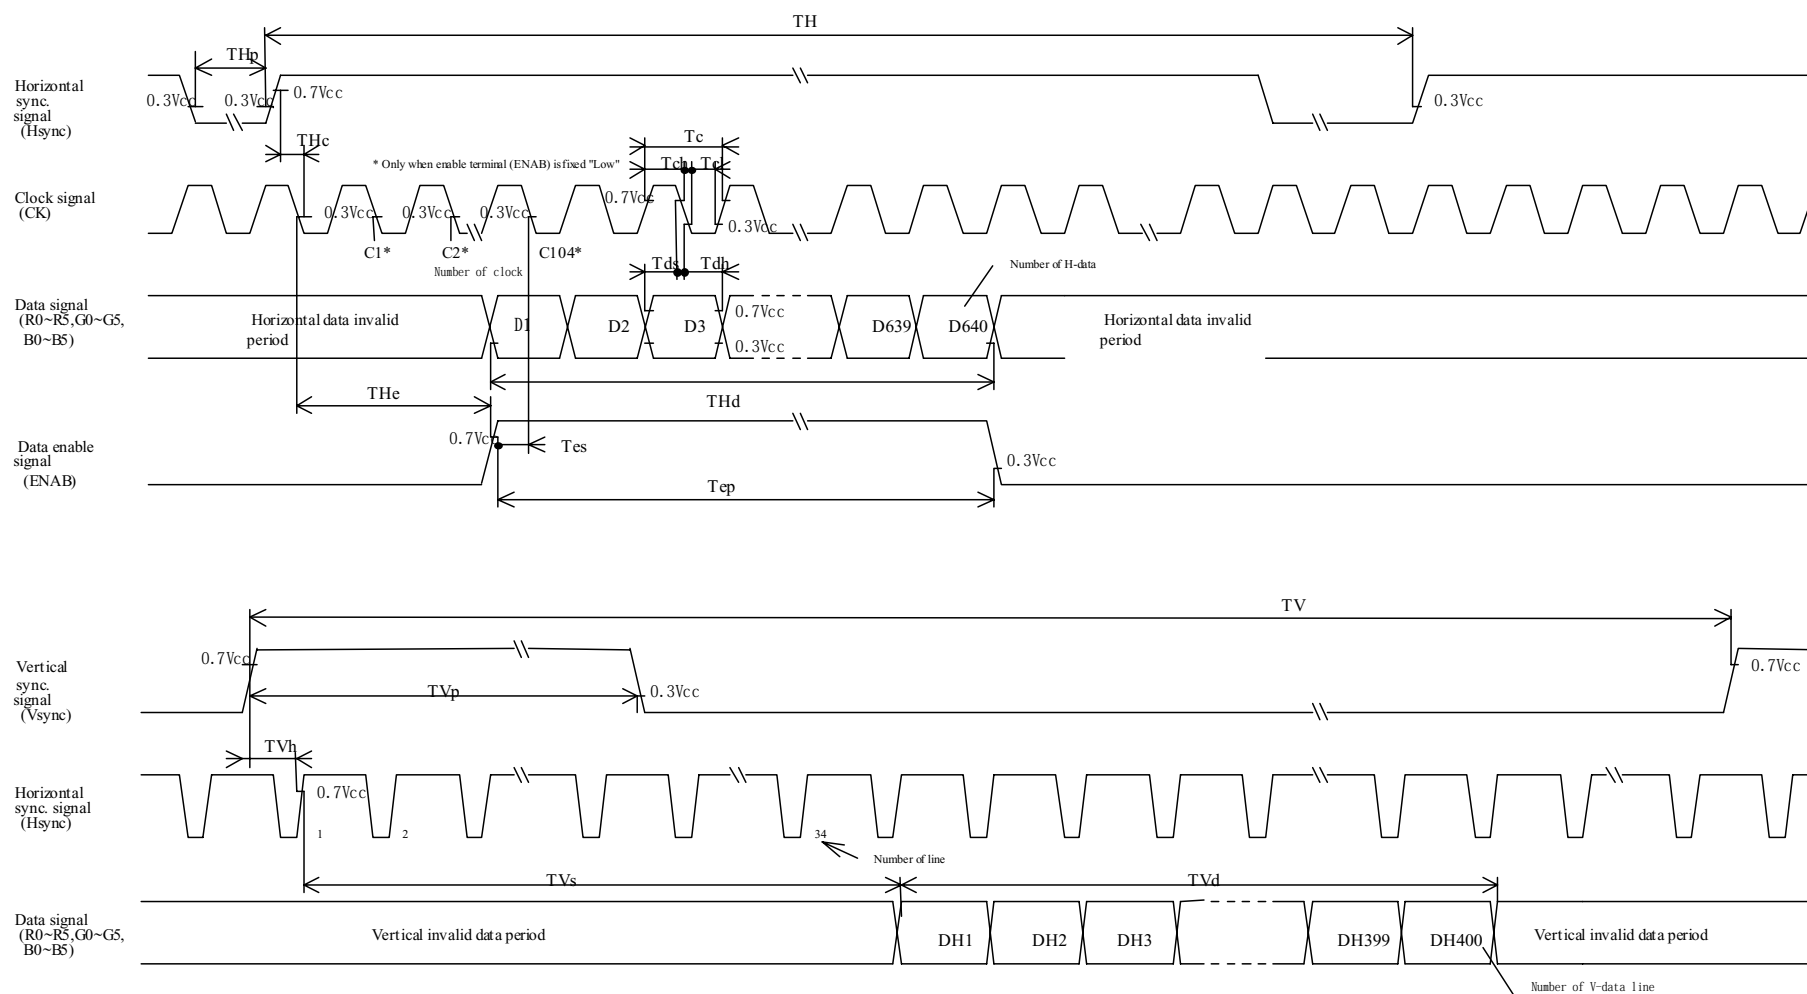 TH
THp
Horizontal
sync.
signal
(Hsync)
0.3Vcc
0.3Vcc
0.7Vcc
0.3Vcc
THc
Tc
* Only when enable terminal (ENAB) is fixed "Low"
Tch
Tcl
Clock signal
(CK)
0.7Vcc
0.3Vcc
0.3Vcc
0.3Vcc
0.3Vcc
C1*
C2*
C104*
Number of clock
Tds
Tdh
Number of H-data
Data signal
(R0~R5,G0~G5,
B0~B5)
Horizontal data invalid
period
D1
D2
D3
0.7Vcc
0.3Vcc
D639
D640
Horizontal data invalid
period
THe
THd
Data enable
signal
(ENAB)
0.7Vcc
Tes
0.3Vcc
Tep
TV
Vertical
sync.
signal
(Vsync)
0.7Vcc
TVp
0.3Vcc
0.7Vcc
TVh
Horizontal
sync. signal
(Hsync)
0.7Vcc
1
2
34
Number of line
TVs
TVd
Data signal
(R0~R5,G0~G5,
B0~B5)
Vertical invalid data period
DH1
DH2
DH3
DH399
DH400
Vertical invalid data period
Number of V-data line